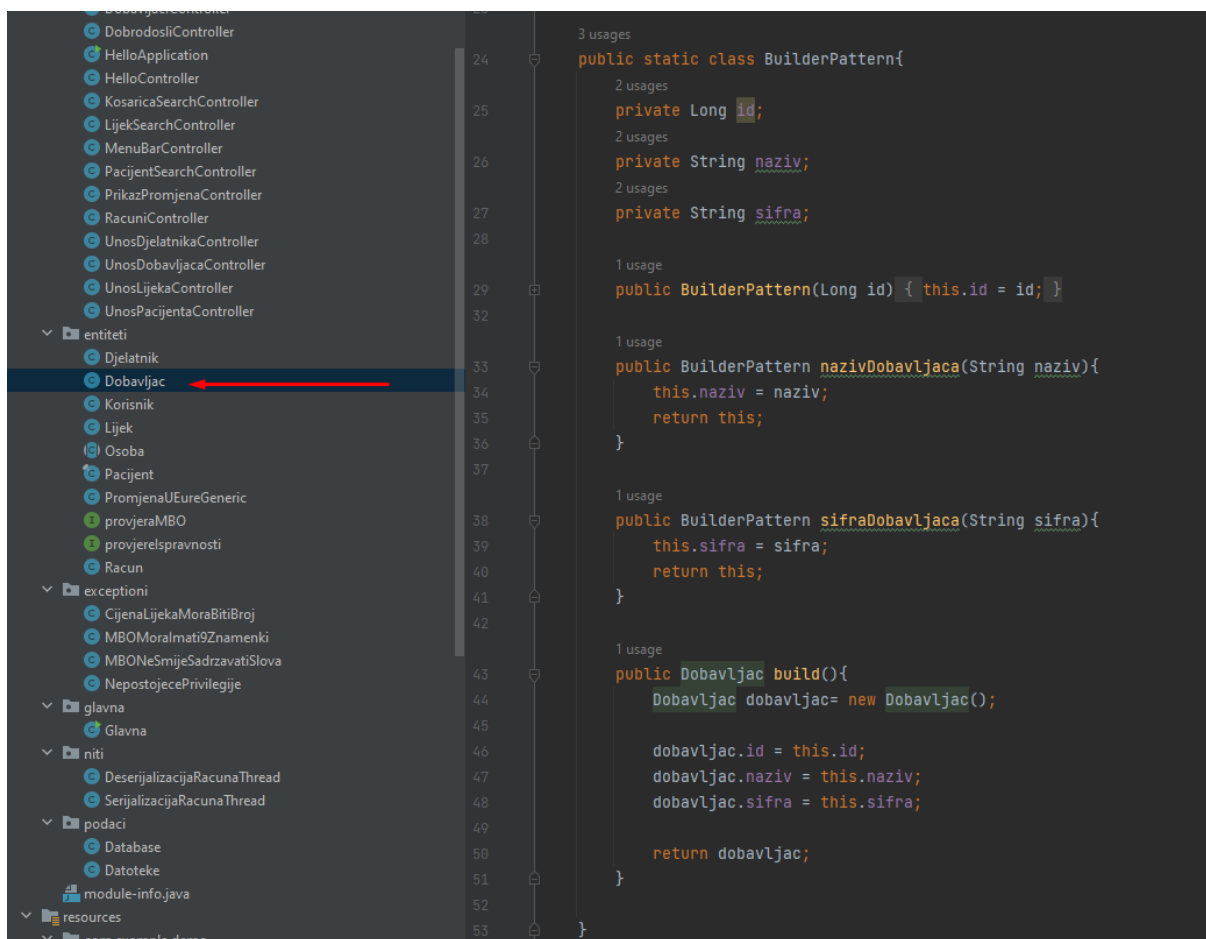 DobrodosliController
HelloApplication
HelloController
KosaricaSearchController
LijekSearchController
MenuBarController
PacijentSearchController
PrikazPromjenaController
RacuniController
UnosDjelatnikaController
UnosDobavljacaController
UnosLijekaController
UnosPacijentaController
entiteti
Djelatnik
Dobavljac
Korisnik
Lijek
Osoba
Pacijent
PromjenaUEureGeneric
provjeraMBO
provjereIspravnosti
Racun
exceptioni
CijenaLijekaMoraBitiBroj
MBOMoraImati9Znamenki
MBONeSmijeSadrzavatiSlova
NepostojecePrivilegije
glavna
Glavna
niti
DeserijalizacijaRacunaThread
SerijalizacijaRacunaThread
podaci
Database
Datoteke
module-info.java
resources
3 usages
24 public static class BuilderPattern{
2 usages
25 private Long id;
2 usages
26 private String naziv;
2 usages
27 private String sifra;
28
1 usage
29 public BuilderPattern(Long id) { this.id = id; }
32
1 usage
33 public BuilderPattern nazivDobavljaca(String naziv){
34 this.naziv = naziv;
35 return this;
36 }
37
1 usage
38 public BuilderPattern sifraDobavljaca(String sifra){
39 this.sifra = sifra;
40 return this;
41 }
42
1 usage
43 public Dobavljac build(){
44 Dobavljac dobavljac= new Dobavljac();
45
46 dobavljac.id = this.id;
47 dobavljac.naziv = this.naziv;
48 dobavljac.sifra = this.sifra;
49
50 return dobavljac;
51 }
52
53 }